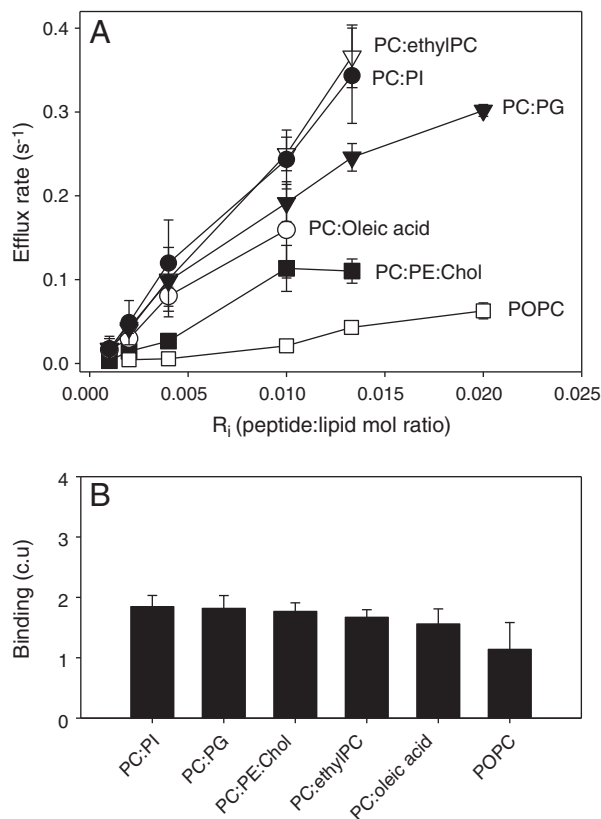 A
0.4
0.3
0.2
0.1
0.0
Efflux rate (s⁻¹)
PC:ethylPC
PC:PI
PC:PG
PC:Oleic acid
PC:PE:Chol
POPC
0.000 0.005 0.010 0.015 0.020 0.025
Rᵢ (peptide:lipid mol ratio)
B
4
3
2
1
0
Binding (c.u)
PC:PI
PC:PG
PC:PE:Chol
PC:ethylPC
PC:oleic acid
POPC